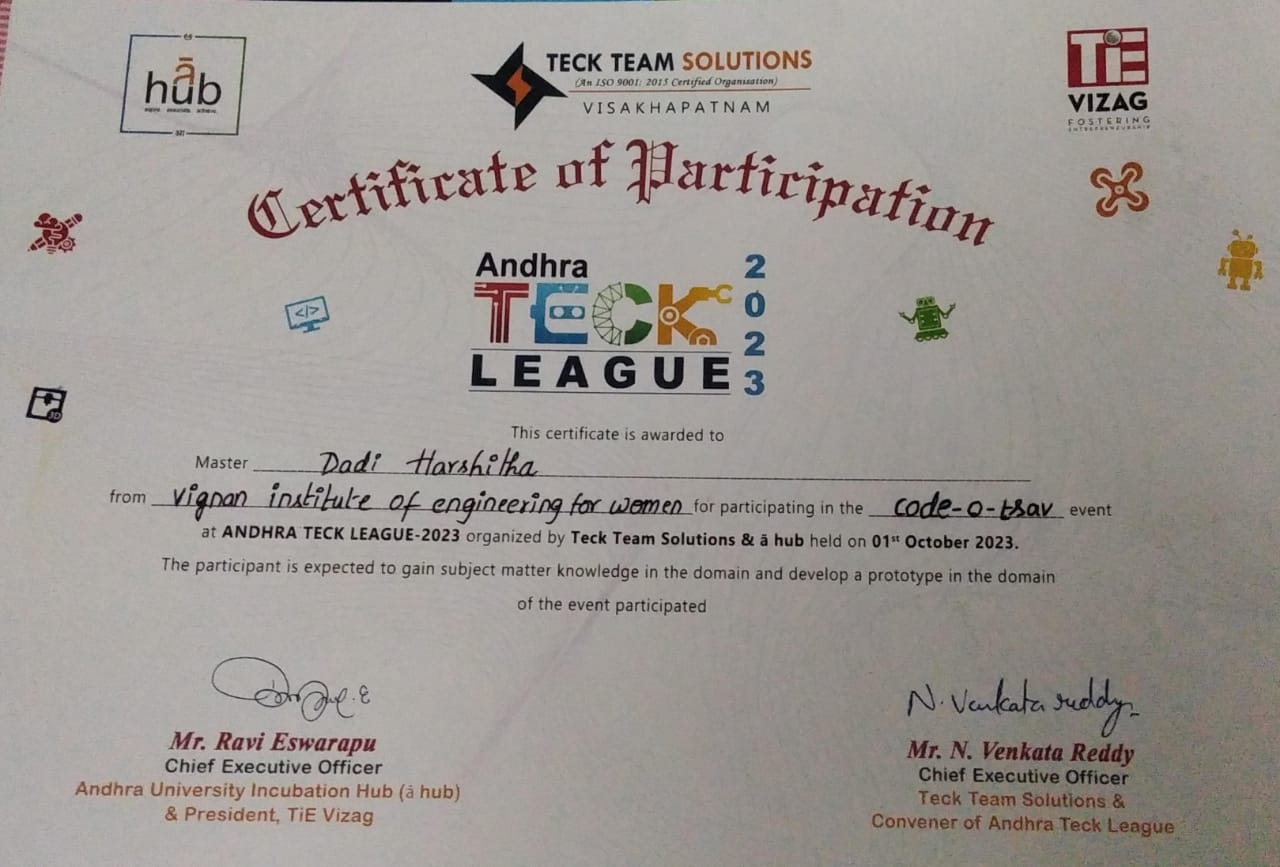 āhub
TECK TEAM SOLUTIONS
(An ISO 9001: 2015 Certified Organisation)
VISAKHAPATNAM
TiE
VIZAG
FOSTERING
ENTREPRENEURSHIP
Certificate of Participation
Andhra
TECK
LEAGUE
2023
</>
3D
This certificate is awarded to
Master Dadi Harshitha
from Vignan institute of engineering for women for participating in the code-o-tsav event
at ANDHRA TECK LEAGUE-2023 organized by Teck Team Solutions & ā hub held on 01st October 2023.
The participant is expected to gain subject matter knowledge in the domain and develop a prototype in the domain
of the event participated
N. Venkata reddy
Mr. Ravi Eswarapu
Chief Executive Officer
Andhra University Incubation Hub (ā hub)
& President, TiE Vizag
Mr. N. Venkata Reddy
Chief Executive Officer
Teck Team Solutions &
Convener of Andhra Teck League